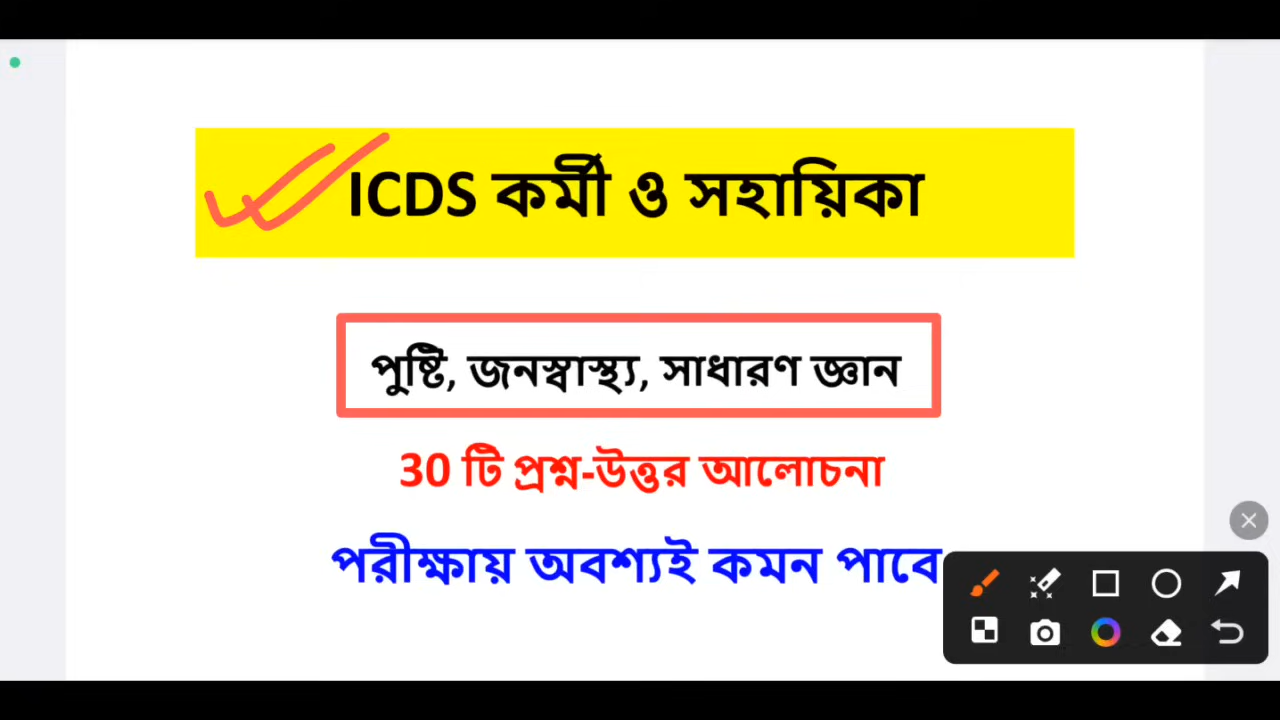 ICDS কর্মী ও সহায়িকা
পুষ্টি, জনস্বাস্থ্য, সাধারণ জ্ঞান
30 টি প্রশ্ন-উত্তর আলোচনা
পরীক্ষায় অবশ্যই কমন পাবে